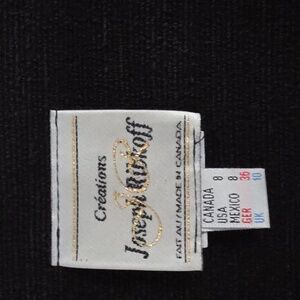 Créations
Joseph Ribkoff
FAIT AU / MADE IN CANADA
CANADA 8
USA 8
MEXICO 8
GER 36
UK 10